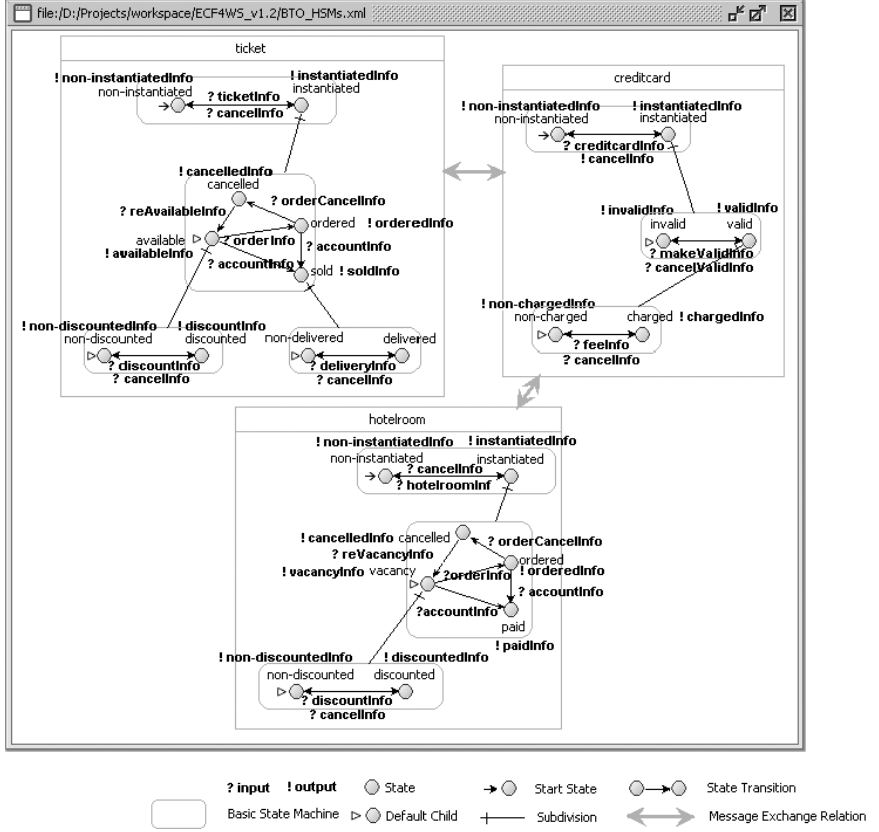 file:/D:/Projects/workspace/ECF4WS_v1.2/BTO_HSMs.xml
ticket
! non-instantiatedInfo
! instantiatedInfo
non-instantiated
instantiated
? ticketInfo
? cancelInfo
! cancelledInfo
cancelled
? orderCancelInfo
? reAvailableInfo
ordered
! orderedInfo
available
? orderInfo
? accountInfo
! availableInfo
? accountInfo
sold
! soldInfo
! non-discountedInfo
! discountInfo
non-discounted
discounted
non-delivered
delivered
? discountInfo
? deliveryInfo
? cancelInfo
? cancelInfo
creditcard
! non-instantiatedInfo
! instantiatedInfo
non-instantiated
instantiated
? creditcardInfo
! cancelInfo
! invalidInfo
! validInfo
invalid
valid
? makeValidInfo
? cancelValidInfo
! non-chargedInfo
non-charged
charged
! chargedInfo
? feeInfo
? cancelInfo
hotelroom
! non-instantiatedInfo
! instantiatedInfo
non-instantiated
instantiated
? cancelInfo
? hotelroomInf
! cancelledInfo
cancelled
? orderCancelInfo
? reVacancyInfo
ordered
! vacancyInfo
vacancy
?orderInfo
! orderedInfo
? accountInfo
?accountInfo
paid
! paidInfo
! non-discountedInfo
! discountedInfo
non-discounted
discounted
? discountInfo
? cancelInfo
? input
! output
State
Start State
State Transition
Basic State Machine
Default Child
Subdivision
Message Exchange Relation